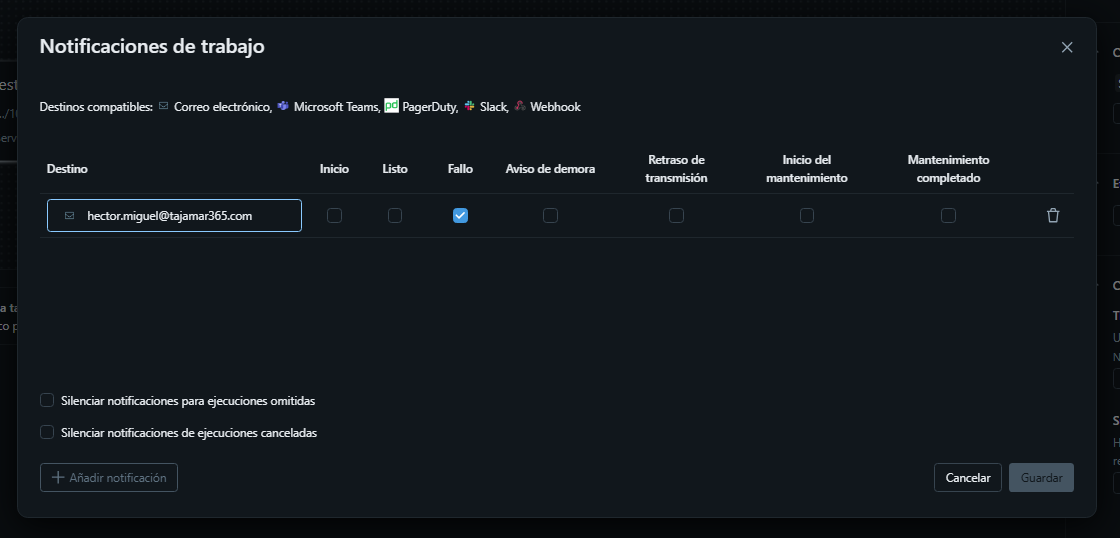 Notificaciones de trabajo
Destinos compatibles: Correo electrónico, Microsoft Teams, pd PagerDuty, Slack, Webhook
Destino Inicio Listo Fallo Aviso de demora Retraso de transmisión Inicio del mantenimiento Mantenimiento completado
hector.miguel@tajamar365.com
Silenciar notificaciones para ejecuciones omitidas
Silenciar notificaciones de ejecuciones canceladas
Añadir notificación
Cancelar Guardar